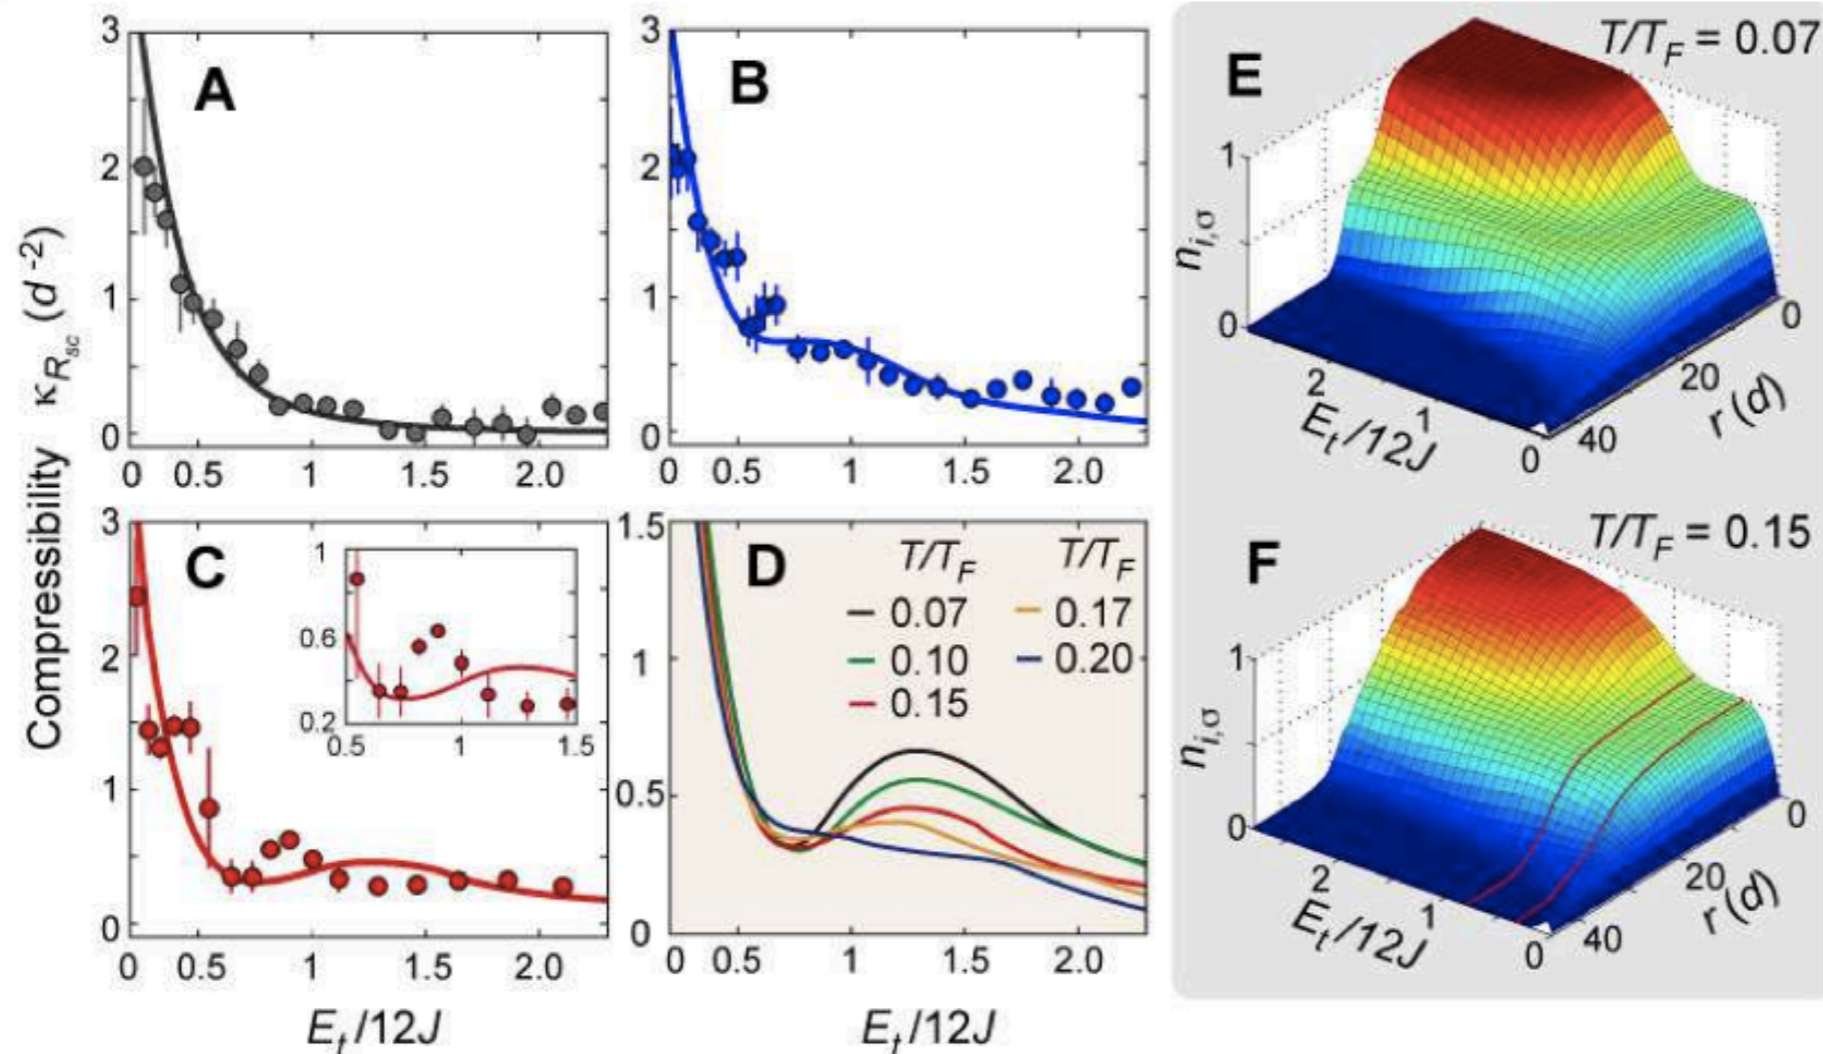 Compressibility κ_{R_{sc}} (d^{-2})
A
3
2
1
0
0 0.5 1 1.5 2.0
B
3
2
1
0
0 0.5 1 1.5 2.0
C
3
2
1
0
0 0.5 1 1.5 2.0
1
0.6
0.2
0.5 1 1.5
E_t/12J
D
1.5
1
0.5
0
T/T_F T/T_F
0.07 0.17
0.10 0.20
0.15
0 0.5 1 1.5 2.0
E_t/12J
E
T/T_F = 0.07
n_{i,σ}
1
0
2
1
0
E_t/12J
40
20
0
r (d)
F
T/T_F = 0.15
n_{i,σ}
1
0
2
1
0
E_t/12J
40
20
0
r (d)